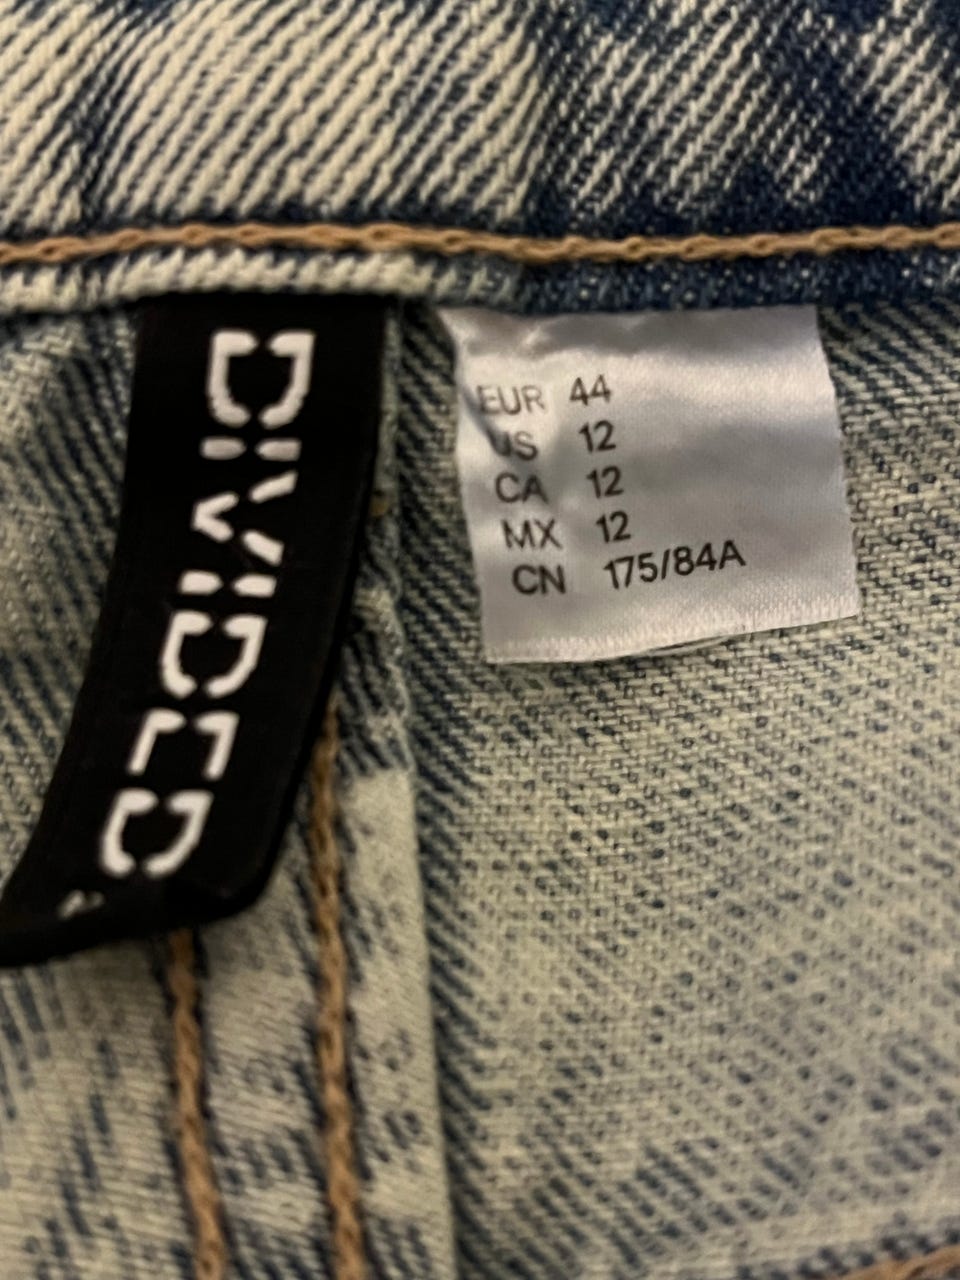 DIVIDED
EUR 44
US 12
CA 12
MX 12
CN 175/84A